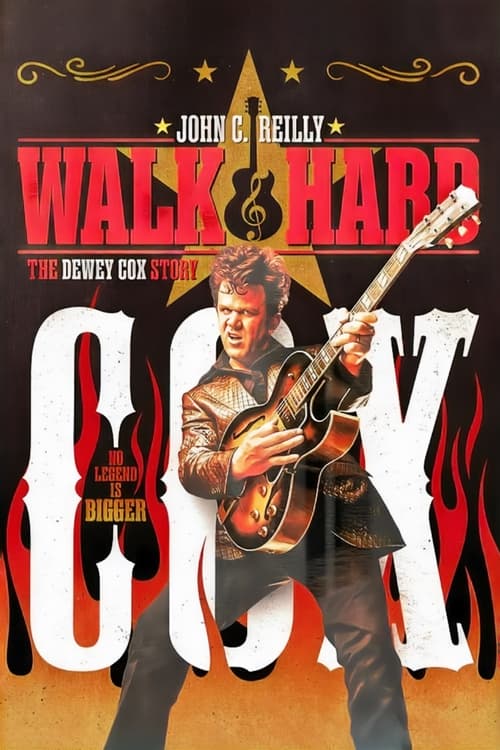 JOHN C. REILLY
WALK HARD
THE DEWEY COX STORY
COX
NO
LEGEND
IS
BIGGER